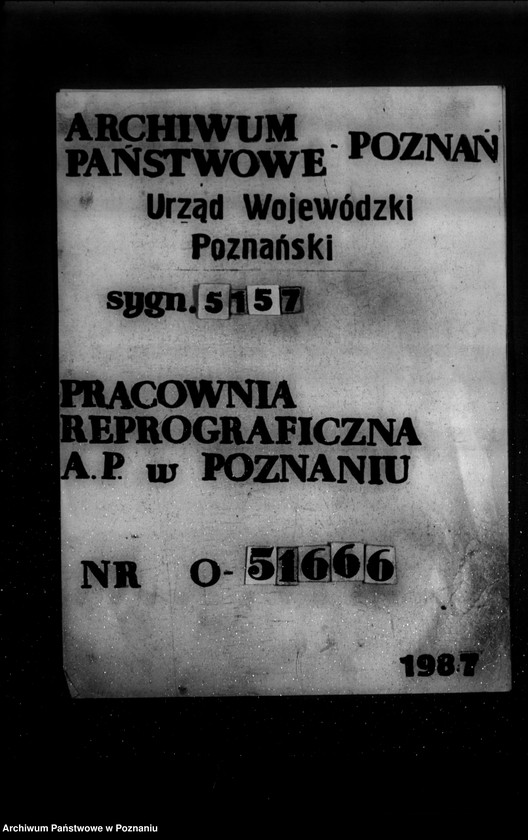 ARCHIWUM
PAŃSTWOWE - POZNAŃ
Urząd Wojewódzki
Poznański
sygn. 5157
PRACOWNIA
REPROGRAFICZNA
A.P. w POZNANIU
NR O-51666
1987
Archiwum Państwowe w Poznaniu